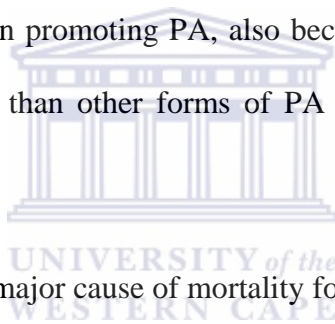 n promoting PA, also bec
than other forms of PA
UNIVERSITY of the
major cause of mortality fo
WESTERN CAPE